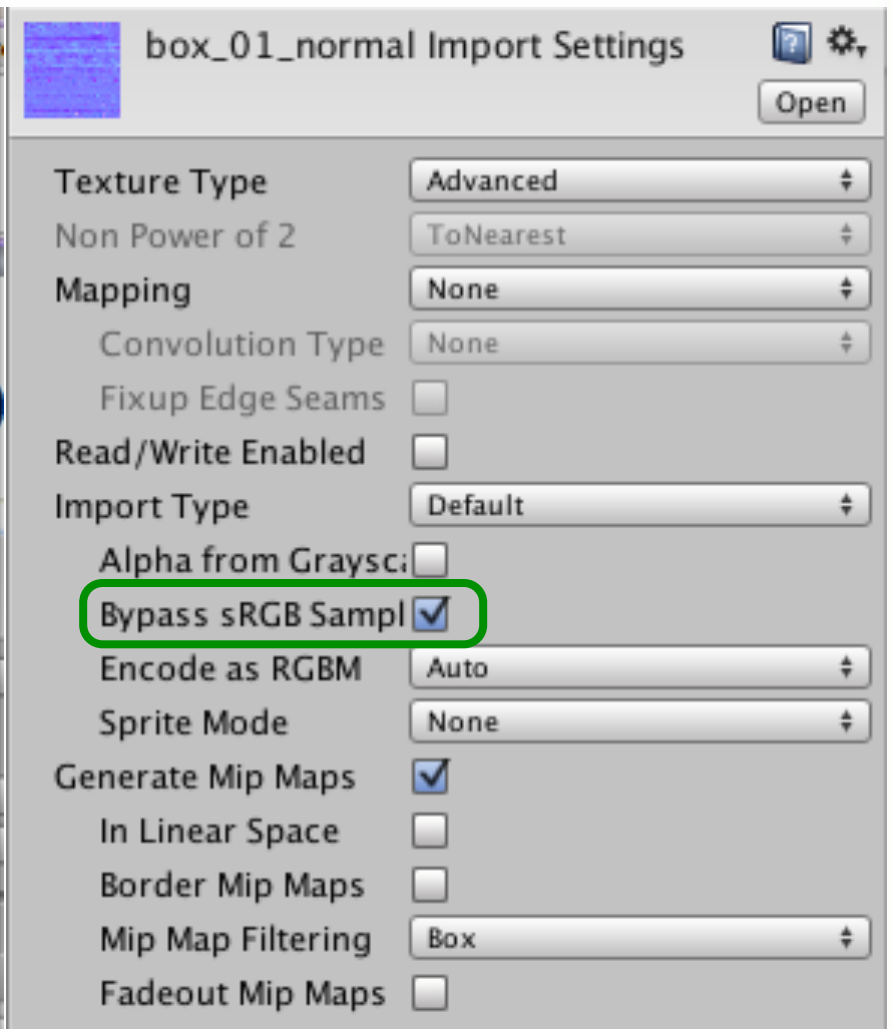 box_01_normal Import Settings
Open
Texture Type Advanced
Non Power of 2 ToNearest
Mapping None
Convolution Type None
Fixup Edge Seams
Read/Write Enabled
Import Type Default
Alpha from Graysca
Bypass sRGB Sampl
Encode as RGBM Auto
Sprite Mode None
Generate Mip Maps
In Linear Space
Border Mip Maps
Mip Map Filtering Box
Fadeout Mip Maps